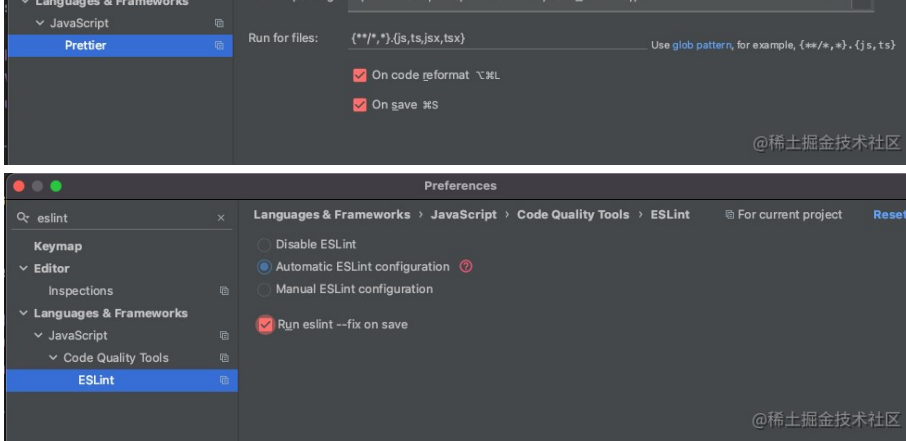 Languages & Frameworks
JavaScript
Prettier
Run for files:
{**/*,*}.{js,ts,jsx,tsx}
Use glob pattern, for example, {**/*,*}.{js,ts}
On code reformat ⌥⌘L
On save ⌘S
@稀土掘金技术社区
Preferences
eslint
Languages & Frameworks › JavaScript › Code Quality Tools › ESLint
For current project
Reset
Keymap
Editor
Inspections
Languages & Frameworks
JavaScript
Code Quality Tools
ESLint
Disable ESLint
Automatic ESLint configuration
Manual ESLint configuration
Run eslint --fix on save
@稀土掘金技术社区